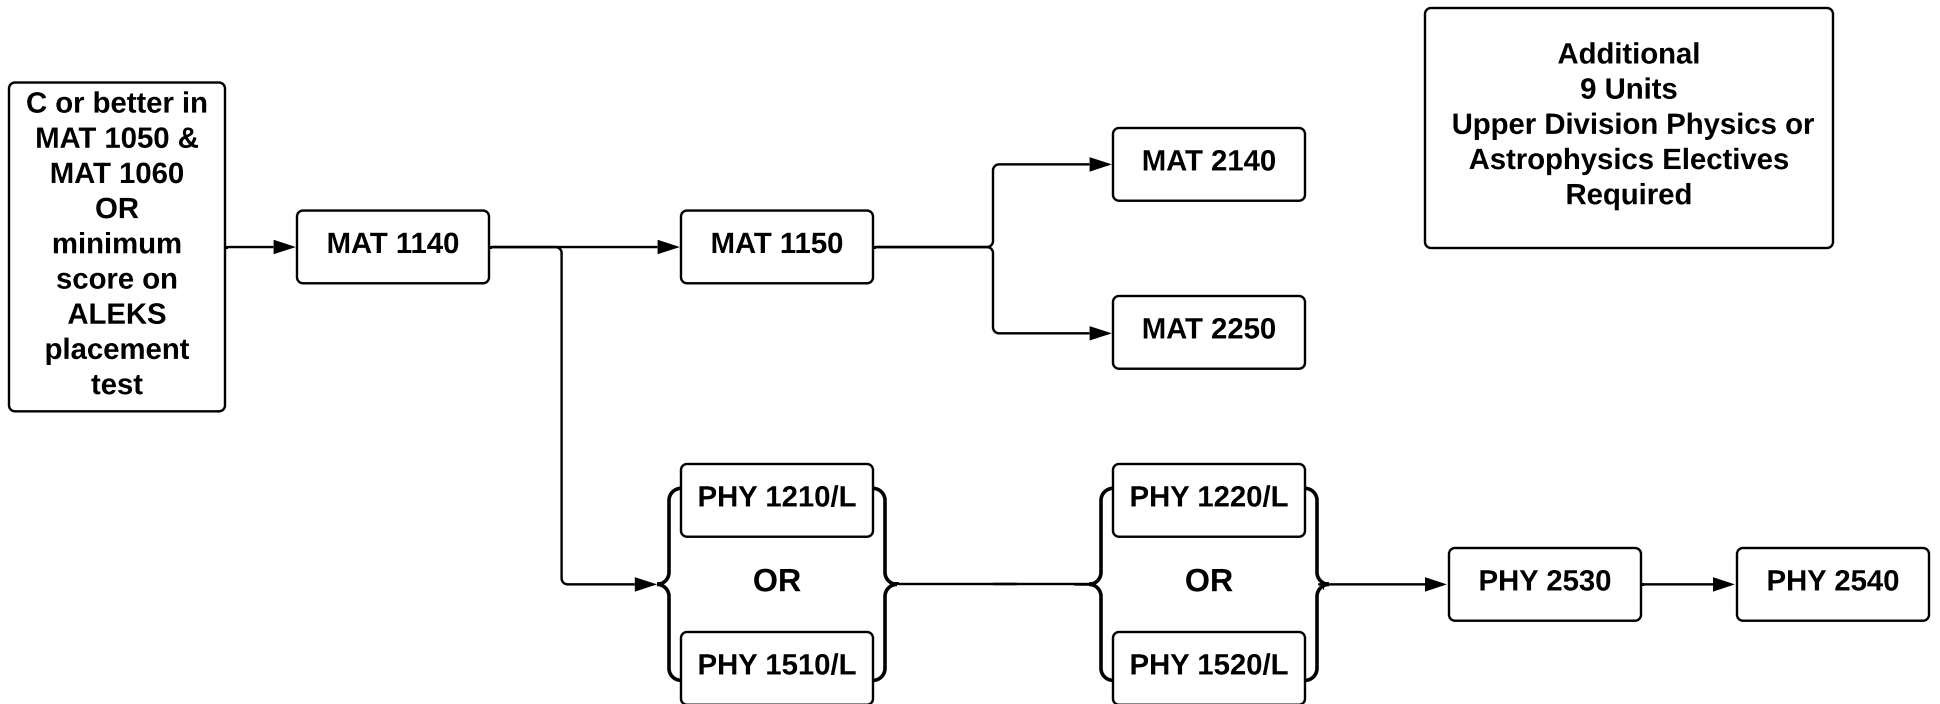 C or better in
MAT 1050 &
MAT 1060
OR
minimum
score on
ALEKS
placement
test
MAT 1140
MAT 1150
MAT 2140
MAT 2250
Additional
9 Units
Upper Division Physics or
Astrophysics Electives
Required
PHY 1210/L
OR
PHY 1510/L
PHY 1220/L
OR
PHY 1520/L
PHY 2530
PHY 2540